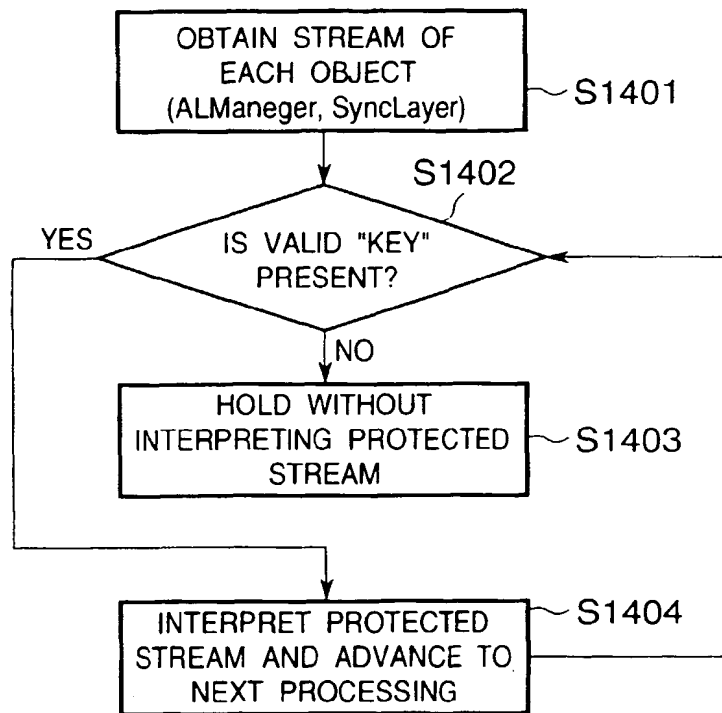 OBTAIN STREAM OF
EACH OBJECT
(ALManeger, SyncLayer)
S1401
S1402
YES
IS VALID "KEY"
PRESENT?
NO
HOLD WITHOUT
INTERPRETING PROTECTED
STREAM
S1403
S1404
INTERPRET PROTECTED
STREAM AND ADVANCE TO
NEXT PROCESSING